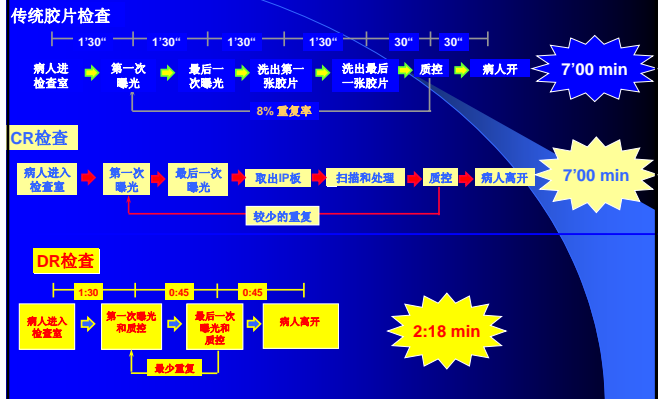 传统胶片检查
1’30“ 1’30“ 1’30“ 1’30“ 30“ 30“
病人进
检查室
第一次
曝光
最后一
次曝光
洗出第一
张胶片
洗出最后
一张胶片
质控
病人开
7’00 min
8% 重复率
CR检查
病人进入
检查室
第一次
曝光
最后一次
曝光
取出IP板
扫描和处理
质控
病人离开
7’00 min
较少的重复
DR检查
1:30 0:45 0:45
病人进入
检查室
第一次曝光
和质控
最后一次
曝光和
质控
病人离开
2:18 min
最少重复